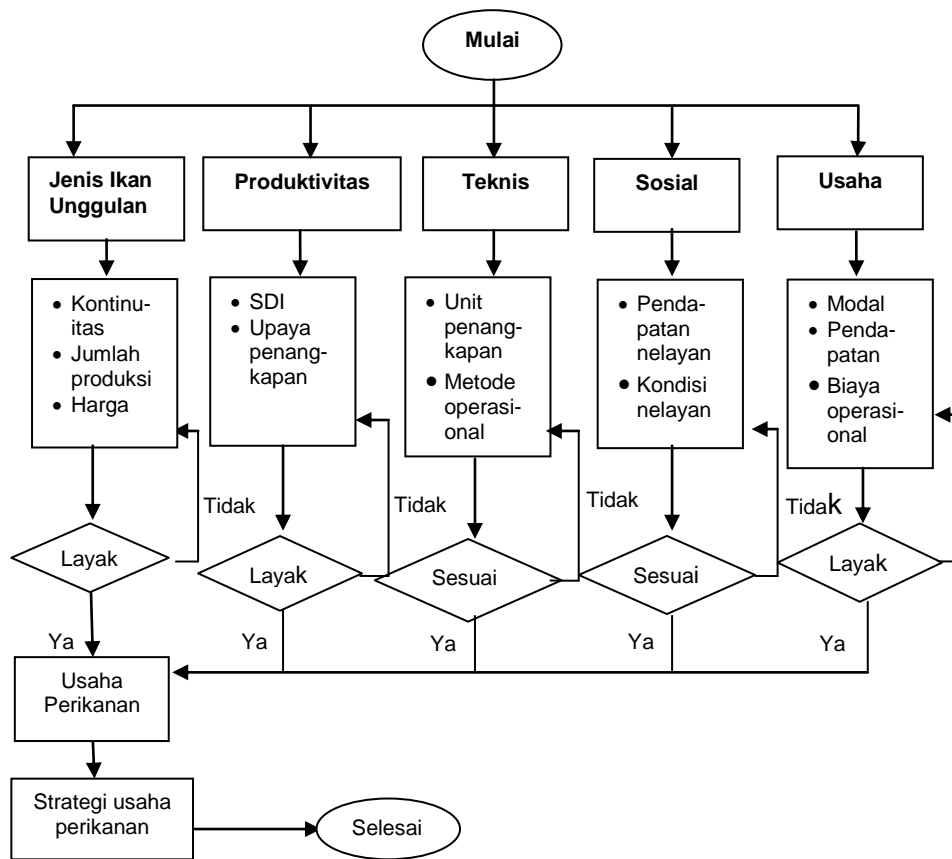 Mulai
Jenis Ikan
Unggulan
Produktivitas
Teknis
Sosial
Usaha
• Kontinu-
itas
• Jumlah
produksi
• Harga
• SDI
• Upaya
penang-
kapan
• Unit
penang-
kapan
• Metode
operasi-
onal
• Penda-
patan
nelayan
• Kondisi
nelayan
• Modal
• Penda-
patan
• Biaya
operasi-
onal
Tidak
Tidak
Tidak
Tidak
Layak
Layak
Sesuai
Sesuai
Layak
Ya
Ya
Ya
Ya
Ya
Usaha
Perikanan
Strategi usaha
perikanan
Selesai